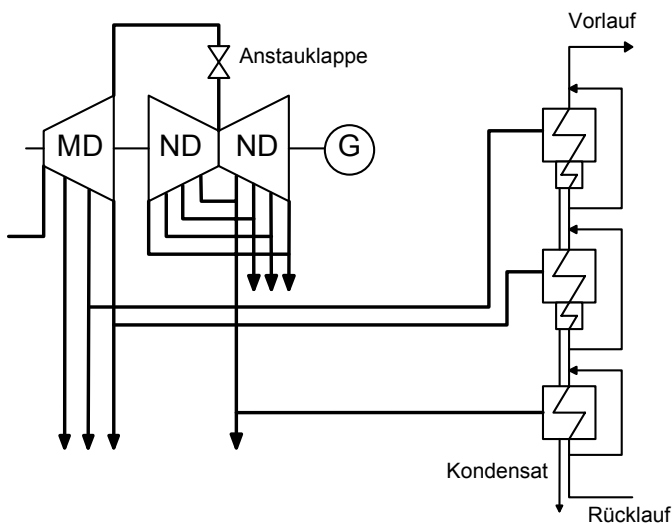 Vorlauf
Anstauklappe
MD
ND
ND
G
Kondensat
Rücklauf